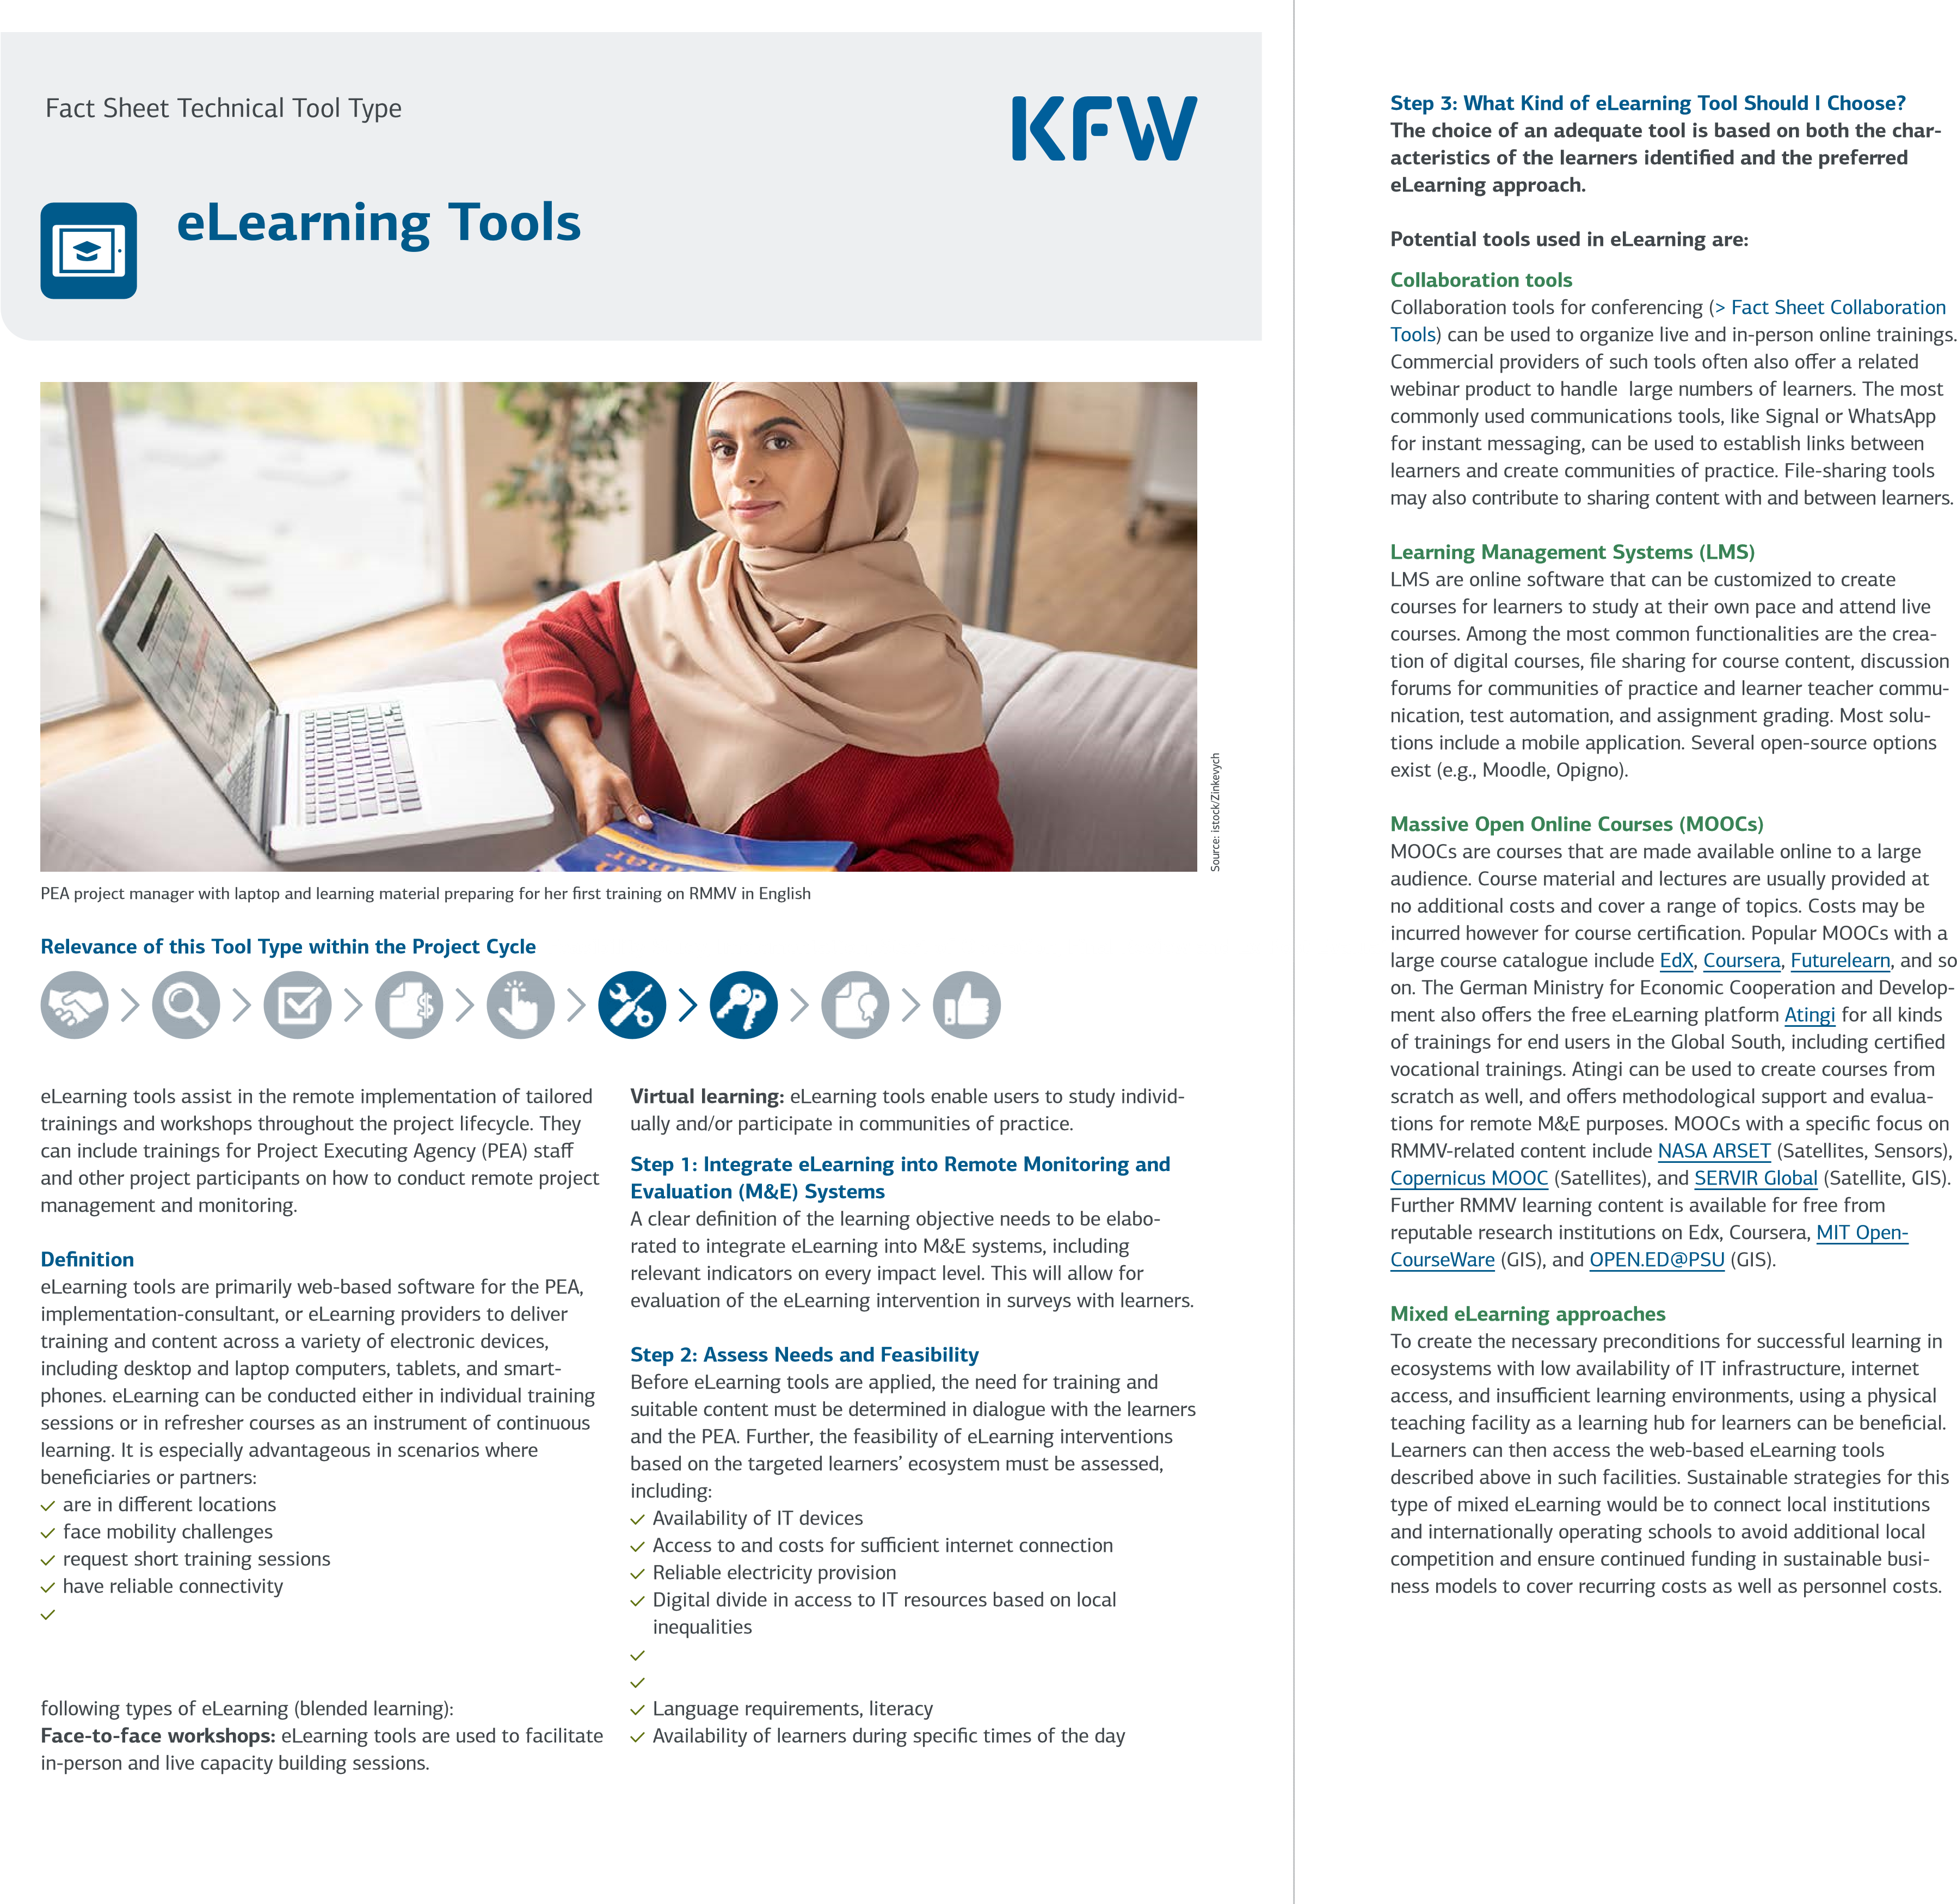 Fact Sheet Technical Tool Type
KFW
eLearning Tools
Source: istock/Zinkevych
PEA project manager with laptop and learning material preparing for her first training on RMMV in English
Relevance of this Tool Type within the Project Cycle
eLearning tools assist in the remote implementation of tailored
trainings and workshops throughout the project lifecycle. They
can include trainings for Project Executing Agency (PEA) staff
and other project participants on how to conduct remote project
management and monitoring.
Definition
eLearning tools are primarily web-based software for the PEA,
implementation-consultant, or eLearning providers to deliver
training and content across a variety of electronic devices,
including desktop and laptop computers, tablets, and smart-
phones. eLearning can be conducted either in individual training
sessions or in refresher courses as an instrument of continuous
learning. It is especially advantageous in scenarios where
beneficiaries or partners:
✓ are in different locations
✓ face mobility challenges
✓ request short training sessions
✓ have reliable connectivity
✓
following types of eLearning (blended learning):
Face-to-face workshops: eLearning tools are used to facilitate
in-person and live capacity building sessions.
Virtual learning: eLearning tools enable users to study individ-
ually and/or participate in communities of practice.
Step 1: Integrate eLearning into Remote Monitoring and
Evaluation (M&E) Systems
A clear definition of the learning objective needs to be elabo-
rated to integrate eLearning into M&E systems, including
relevant indicators on every impact level. This will allow for
evaluation of the eLearning intervention in surveys with learners.
Step 2: Assess Needs and Feasibility
Before eLearning tools are applied, the need for training and
suitable content must be determined in dialogue with the learners
and the PEA. Further, the feasibility of eLearning interventions
based on the targeted learners’ ecosystem must be assessed,
including:
✓ Availability of IT devices
✓ Access to and costs for sufficient internet connection
✓ Reliable electricity provision
✓ Digital divide in access to IT resources based on local
inequalities
✓
✓
✓ Language requirements, literacy
✓ Availability of learners during specific times of the day
Step 3: What Kind of eLearning Tool Should I Choose?
The choice of an adequate tool is based on both the char-
acteristics of the learners identified and the preferred
eLearning approach.
Potential tools used in eLearning are:
Collaboration tools
Collaboration tools for conferencing (> Fact Sheet Collaboration
Tools) can be used to organize live and in-person online trainings.
Commercial providers of such tools often also offer a related
webinar product to handle large numbers of learners. The most
commonly used communications tools, like Signal or WhatsApp
for instant messaging, can be used to establish links between
learners and create communities of practice. File-sharing tools
may also contribute to sharing content with and between learners.
Learning Management Systems (LMS)
LMS are online software that can be customized to create
courses for learners to study at their own pace and attend live
courses. Among the most common functionalities are the crea-
tion of digital courses, file sharing for course content, discussion
forums for communities of practice and learner teacher commu-
nication, test automation, and assignment grading. Most solu-
tions include a mobile application. Several open-source options
exist (e.g., Moodle, Opigno).
Massive Open Online Courses (MOOCs)
MOOCs are courses that are made available online to a large
audience. Course material and lectures are usually provided at
no additional costs and cover a range of topics. Costs may be
incurred however for course certification. Popular MOOCs with a
large course catalogue include EdX, Coursera, Futurelearn, and so
on. The German Ministry for Economic Cooperation and Develop-
ment also offers the free eLearning platform Atingi for all kinds
of trainings for end users in the Global South, including certified
vocational trainings. Atingi can be used to create courses from
scratch as well, and offers methodological support and evalua-
tions for remote M&E purposes. MOOCs with a specific focus on
RMMV-related content include NASA ARSET (Satellites, Sensors),
Copernicus MOOC (Satellites), and SERVIR Global (Satellite, GIS).
Further RMMV learning content is available for free from
reputable research institutions on Edx, Coursera, MIT Open-
CourseWare (GIS), and OPEN.ED@PSU (GIS).
Mixed eLearning approaches
To create the necessary preconditions for successful learning in
ecosystems with low availability of IT infrastructure, internet
access, and insufficient learning environments, using a physical
teaching facility as a learning hub for learners can be beneficial.
Learners can then access the web-based eLearning tools
described above in such facilities. Sustainable strategies for this
type of mixed eLearning would be to connect local institutions
and internationally operating schools to avoid additional local
competition and ensure continued funding in sustainable busi-
ness models to cover recurring costs as well as personnel costs.